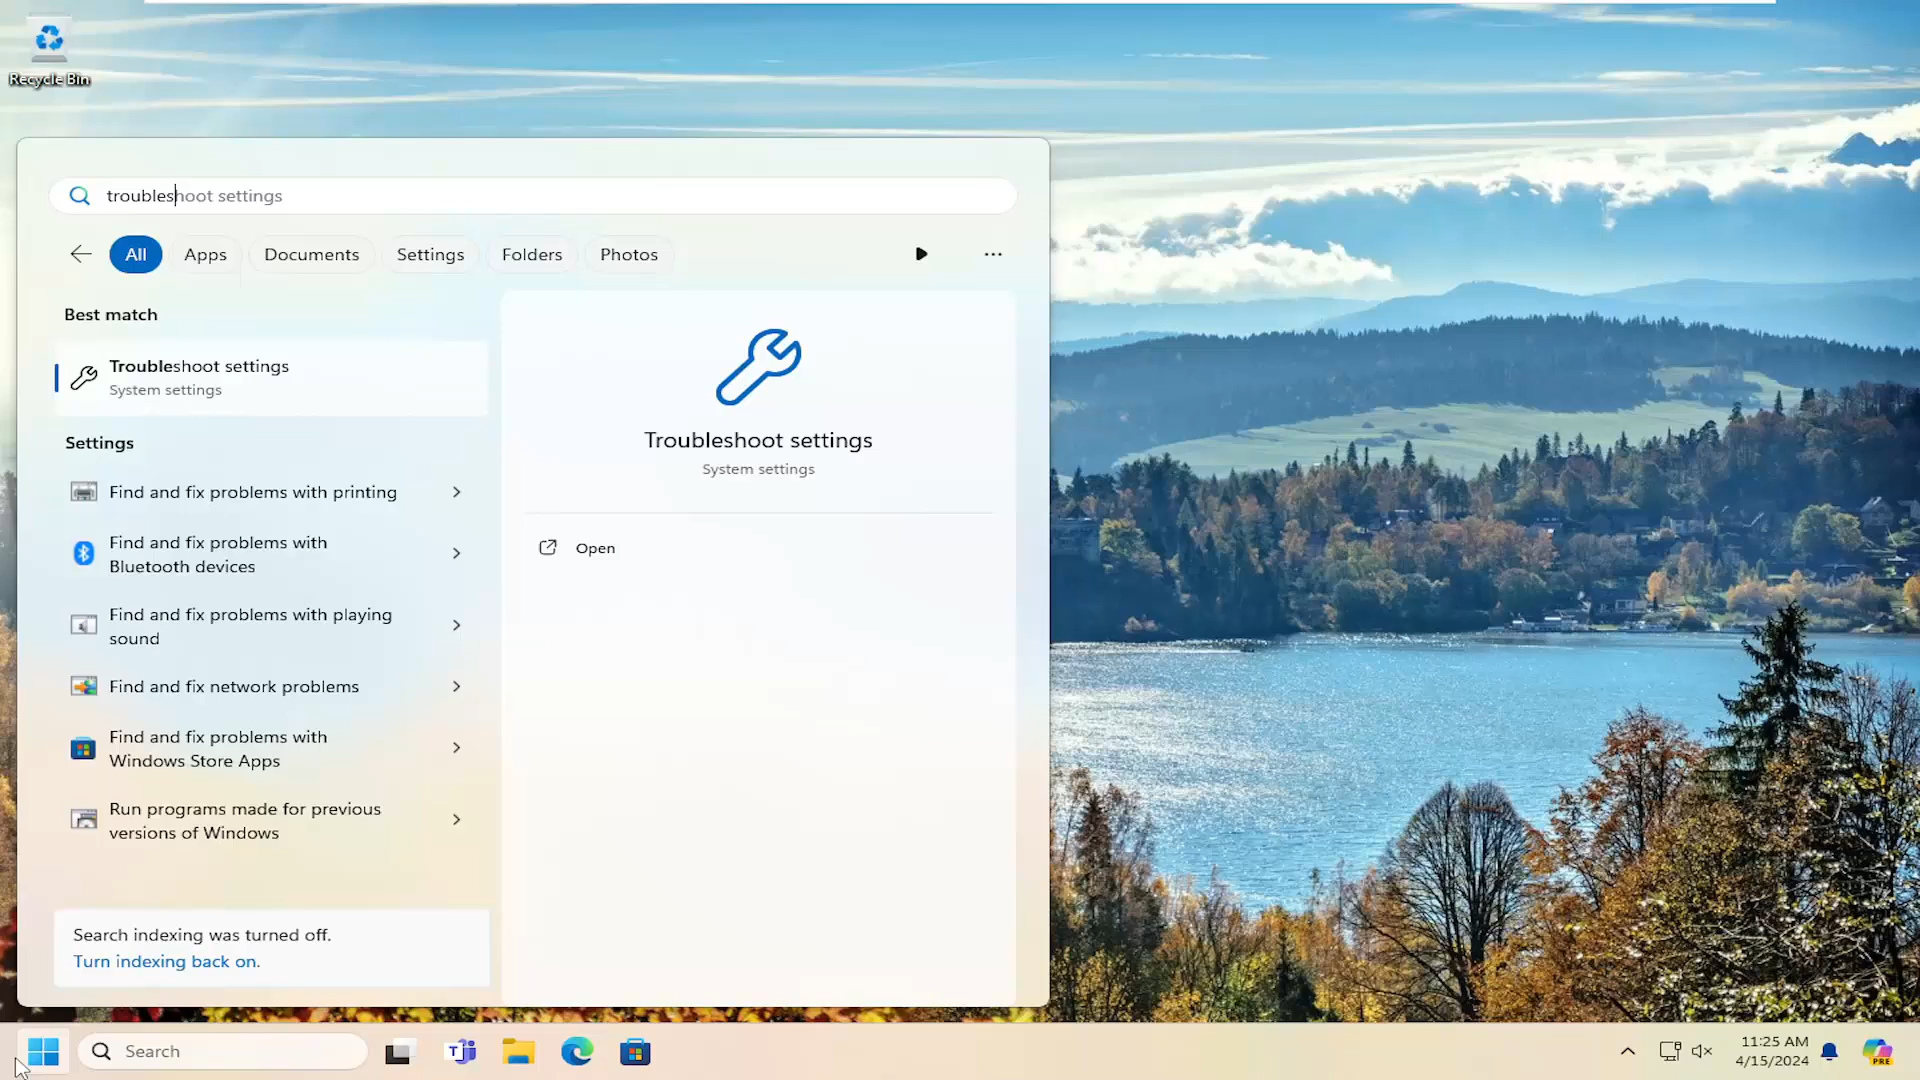 Recycle Bin
troubleshoot settings
All Apps Documents Settings Folders Photos
Best match
Troubleshoot settings
System settings
Settings
Find and fix problems with printing
Find and fix problems with
Bluetooth devices
Find and fix problems with playing
sound
Find and fix network problems
Find and fix problems with
Windows Store Apps
Run programs made for previous
versions of Windows
Search indexing was turned off.
Turn indexing back on.
Troubleshoot settings
System settings
Open
Search
11:25 AM
4/15/2024
PRE